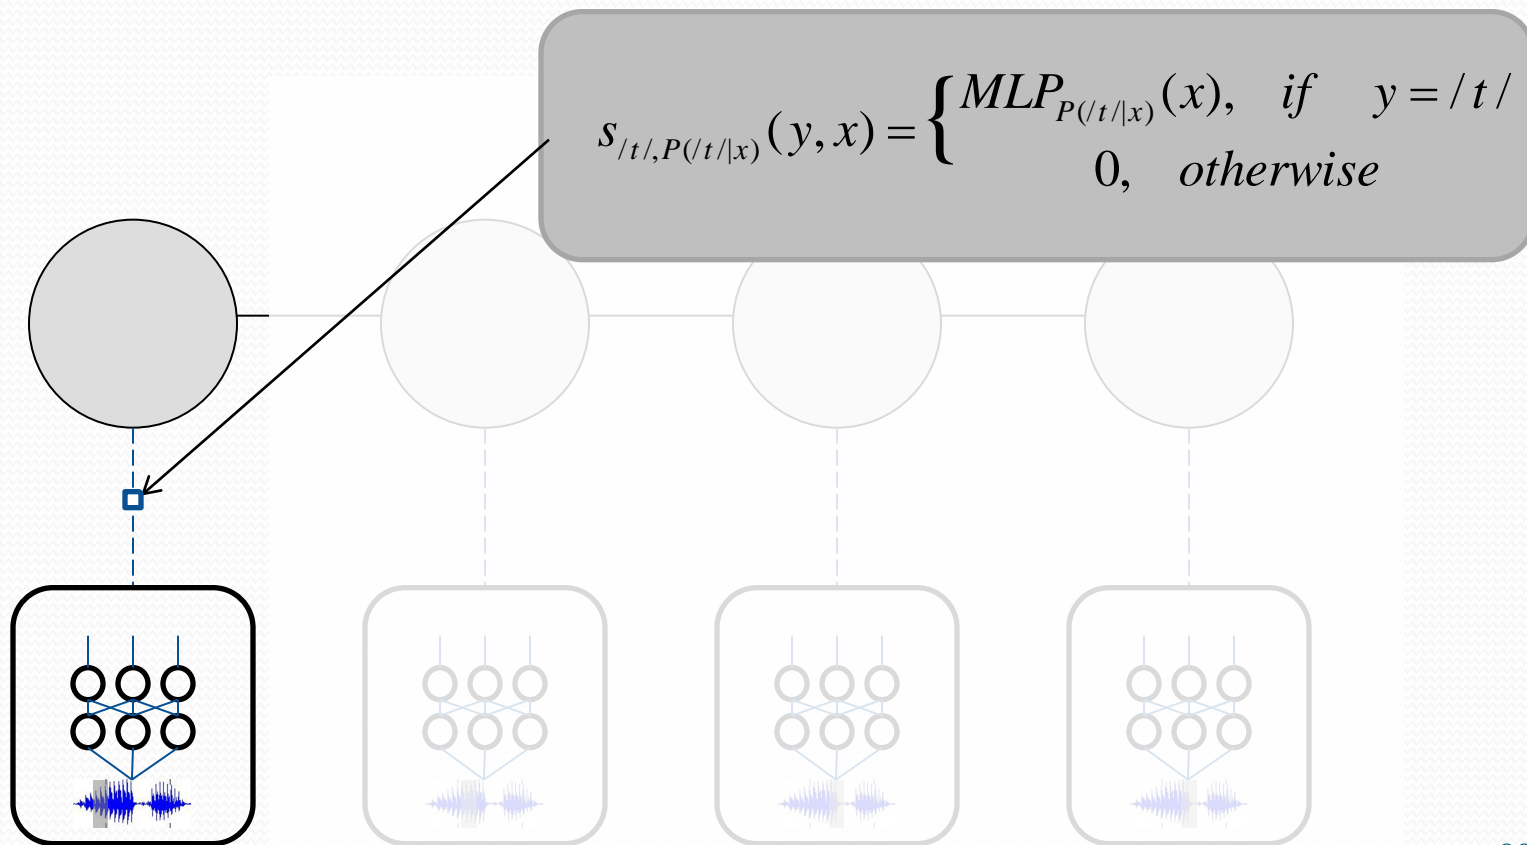 s_{/t/,P(/t/|x)}(y,x) = { MLP_{P(/t/|x)}(x), if y = /t/
0, otherwise